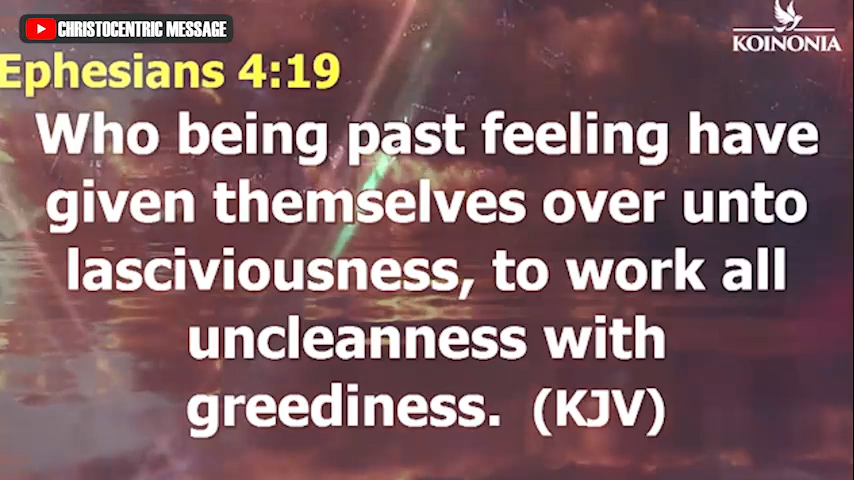 CHRISTOCENTRIC MESSAGE
KOINONIA
Ephesians 4:19
Who being past feeling have
given themselves over unto
lasciviousness, to work all
uncleanness with
greediness. (KJV)